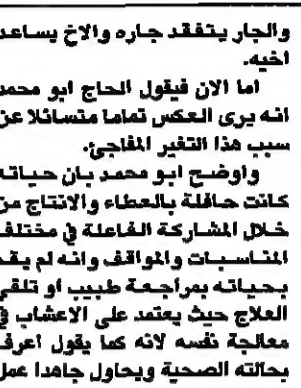 والجار يتفقد جاره والاخ يساعد
اخيه.
اما الان فيقول الحاج ابو محمد
انه يرى العكس تماما متسائلا عن
سبب هذا التغير المفاجئ.
واوضح ابو محمد بان حياته
كانت حافلة بالعطاء والانتاج من
خلال المشاركة الفاعلة في مختلف
المناسبات والمواقف وانه لم يقم
بحياته بمراجعة طبيب او تلقي
العلاج حيث يعتمد على الاعشاب في
معالجة نفسه لانه كما يقول اعرف
بحالته الصحية ويحاول جاهدا عمل